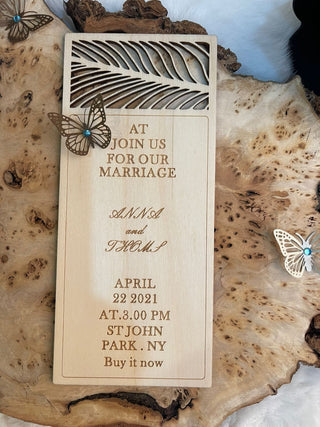 AT
JOIN US
FOR OUR
MARRIAGE
ANNA
and
THOMS
APRIL
22 2021
AT.3.00 PM
ST JOHN
PARK . NY
Buy it now